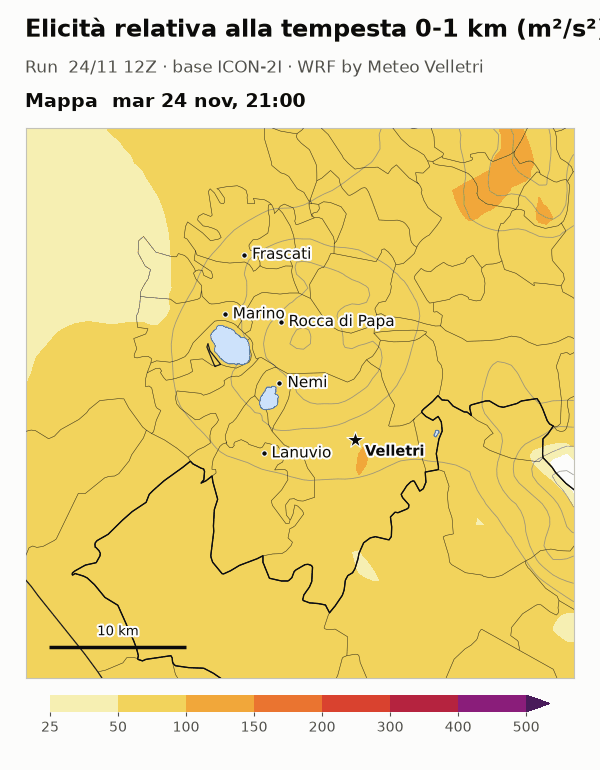 Elicità relativa alla tempesta 0-1 km (m²/s²)
Run 24/11 12Z · base ICON-2I · WRF by Meteo Velletri
Mappa mar 24 nov, 21:00
Frascati
Marino
Rocca di Papa
Nemi
Velletri
Lanuvio
10 km
25 50 100 150 200 300 400 500